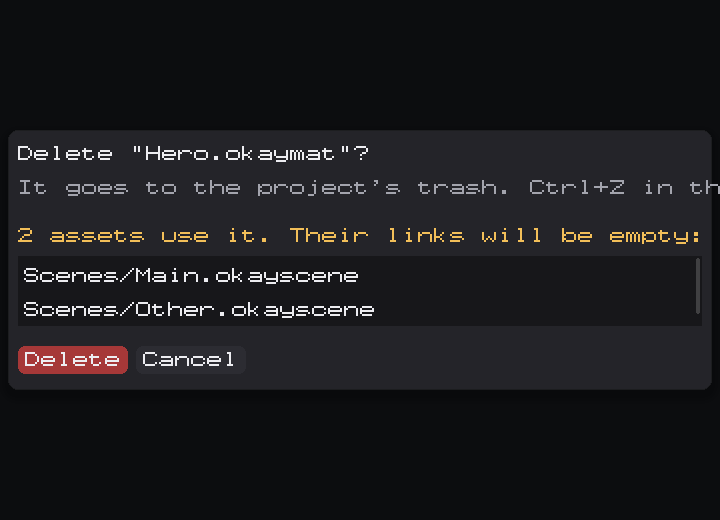 Delete "Hero.okaymat"?
It goes to the project's trash. Ctrl+Z in th
2 assets use it. Their links will be empty:
Scenes/Main.okayscene
Scenes/Other.okayscene
Delete Cancel